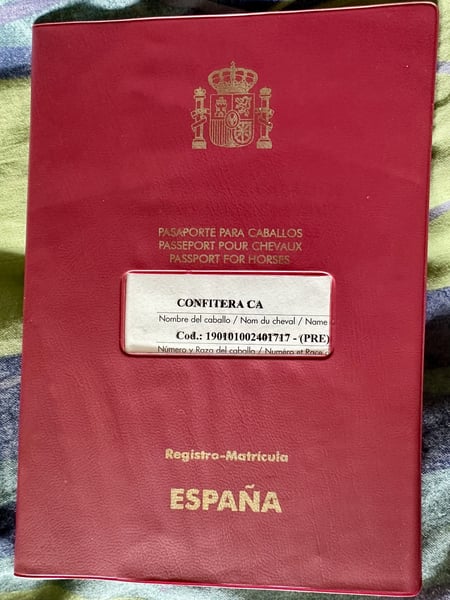 PASAPORTE PARA CABALLOS
PASSEPORT POUR CHEVAUX
PASSPORT FOR HORSES
CONFITERA CA
Nombre del caballo / Nom du cheval / Name
Cod.: 190101002401717 - (PRE)
Número y Raza del caballo / Numéro et Race
Registro-Matrícula
ESPAÑA